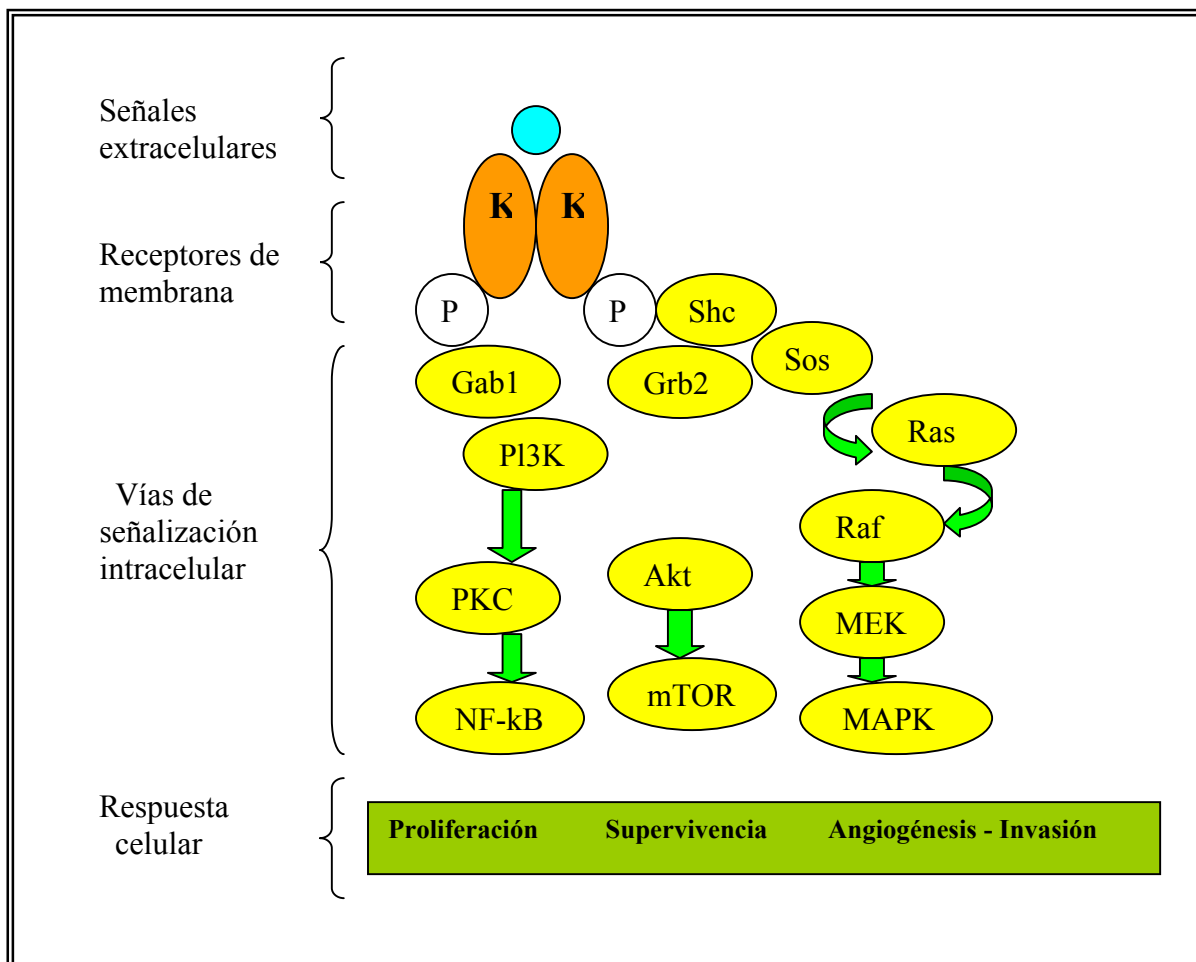 Señales
extracelulares
K K
Receptores de
membrana
P
P
Shc
Sos
Gab1
Grb2
Ras
Pl3K
Vías de
señalización
intracelular
Raf
Akt
PKC
MEK
mTOR
NF-kB
MAPK
Respuesta
celular
Proliferación Supervivencia Angiogénesis - Invasión